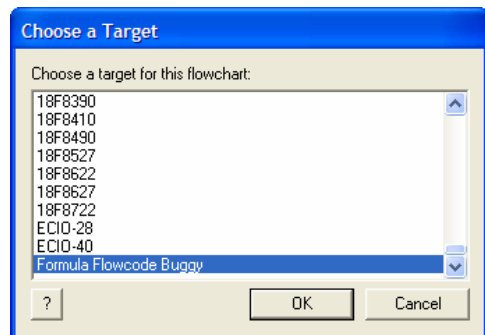 Choose a Target
Choose a target for this flowchart:
18F8390
18F8410
18F8490
18F8527
18F8622
18F8627
18F8722
ECIO-28
ECIO-40
Formula Flowcode Buggy
? OK Cancel